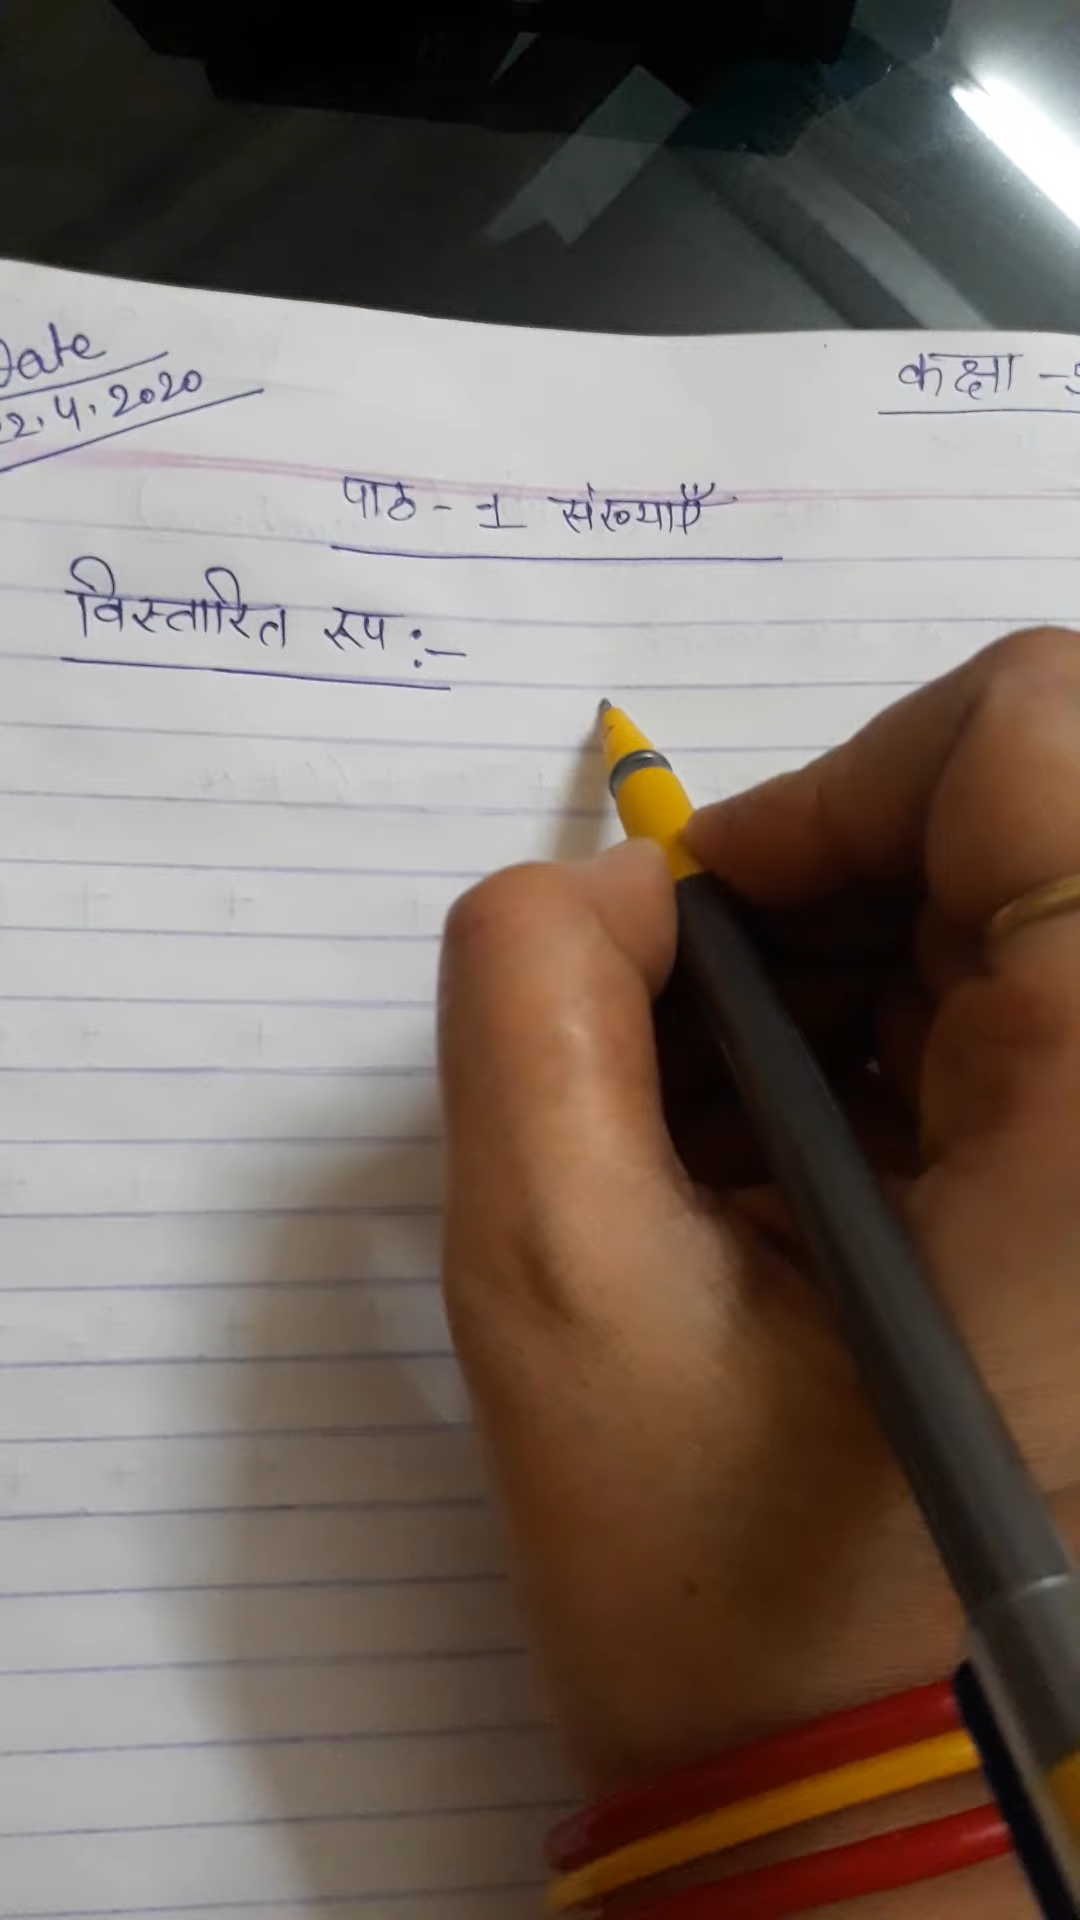 Date
2.4.2020
कक्षा -
पाठ - 1 संख्याएँ
विस्तारित रूप :-